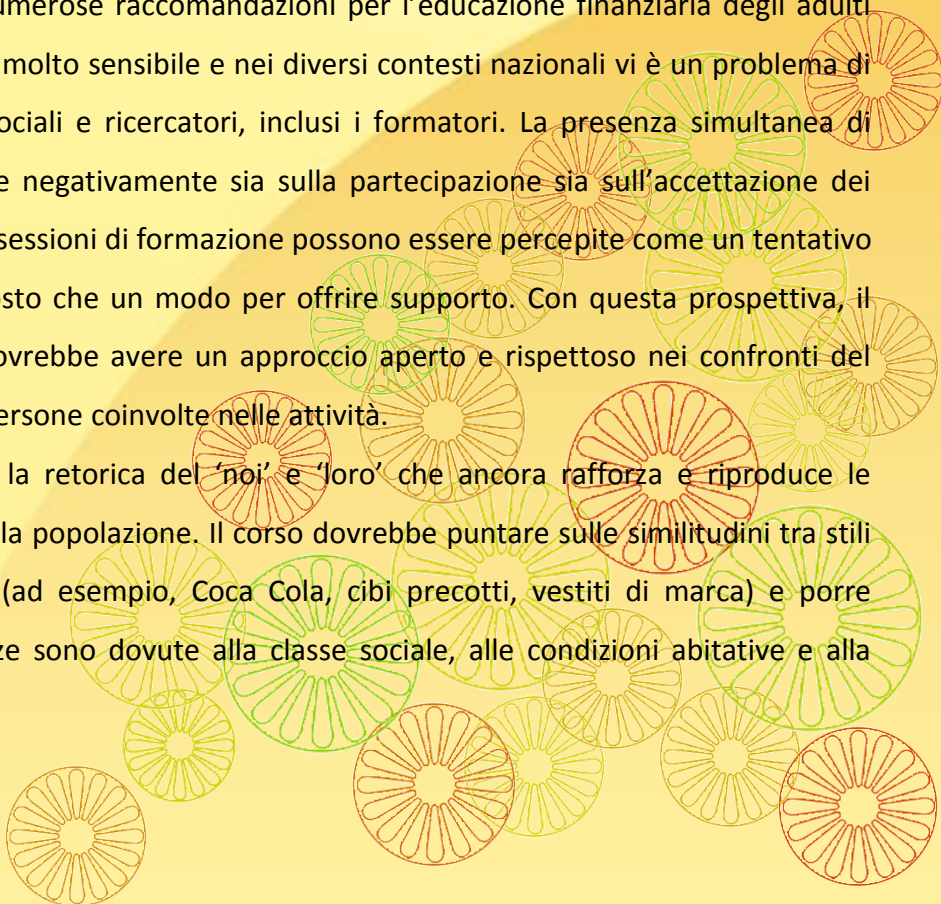 umerose raccomandazioni per l'educazione finanziaria degli adulti
molto sensibile e nei diversi contesti nazionali vi è un problema di
ociali e ricercatori, inclusi i formatori. La presenza simultanea di
e negativamente sia sulla partecipazione sia sull'accettazione dei
sessioni di formazione possono essere percepite come un tentativo
osto che un modo per offrire supporto. Con questa prospettiva, il
ovrebbe avere un approccio aperto e rispettoso nei confronti del
ersone coinvolte nelle attività.
la retorica del 'noi' e 'loro' che ancora rafforza e riproduce le
la popolazione. Il corso dovrebbe puntare sulle similitudini tra stili
(ad esempio, Coca Cola, cibi precotti, vestiti di marca) e porre
ze sono dovute alla classe sociale, alle condizioni abitative e alla